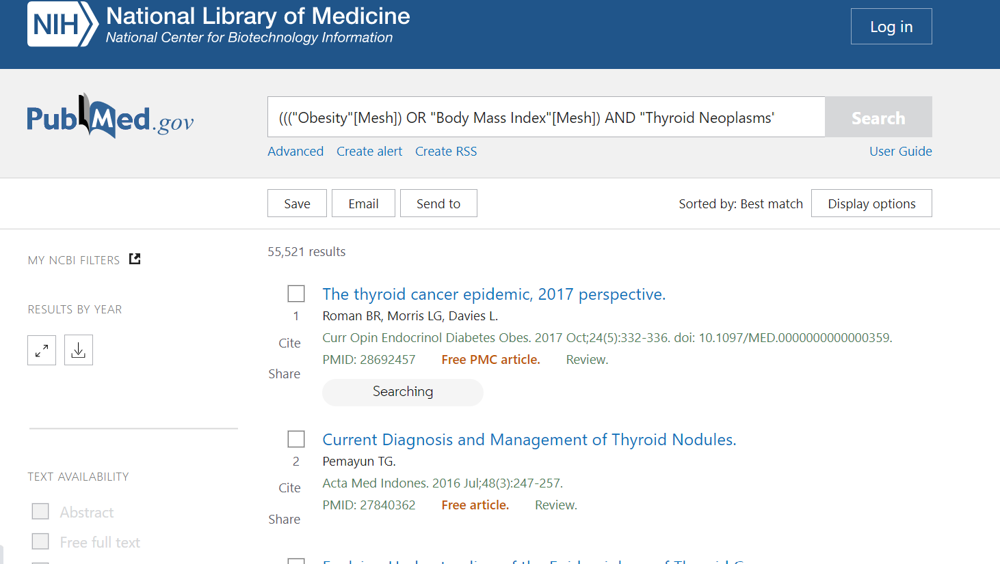 NIH National Library of Medicine
National Center for Biotechnology Information
Log in
PubMed.gov
((("Obesity"[Mesh]) OR "Body Mass Index"[Mesh]) AND "Thyroid Neoplasms'
Search
Advanced Create alert Create RSS
User Guide
Save Email Send to
Sorted by: Best match Display options
MY NCBI FILTERS
RESULTS BY YEAR
TEXT AVAILABILITY
Abstract
Free full text
55,521 results
The thyroid cancer epidemic, 2017 perspective.
1
Roman BR, Morris LG, Davies L.
Cite
Curr Opin Endocrinol Diabetes Obes. 2017 Oct;24(5):332-336. doi: 10.1097/MED.0000000000000359.
PMID: 28692457 Free PMC article. Review.
Share
Searching
Current Diagnosis and Management of Thyroid Nodules.
2
Pemayun TG.
Cite
Acta Med Indones. 2016 Jul;48(3):247-257.
PMID: 27840362 Free article. Review.
Share